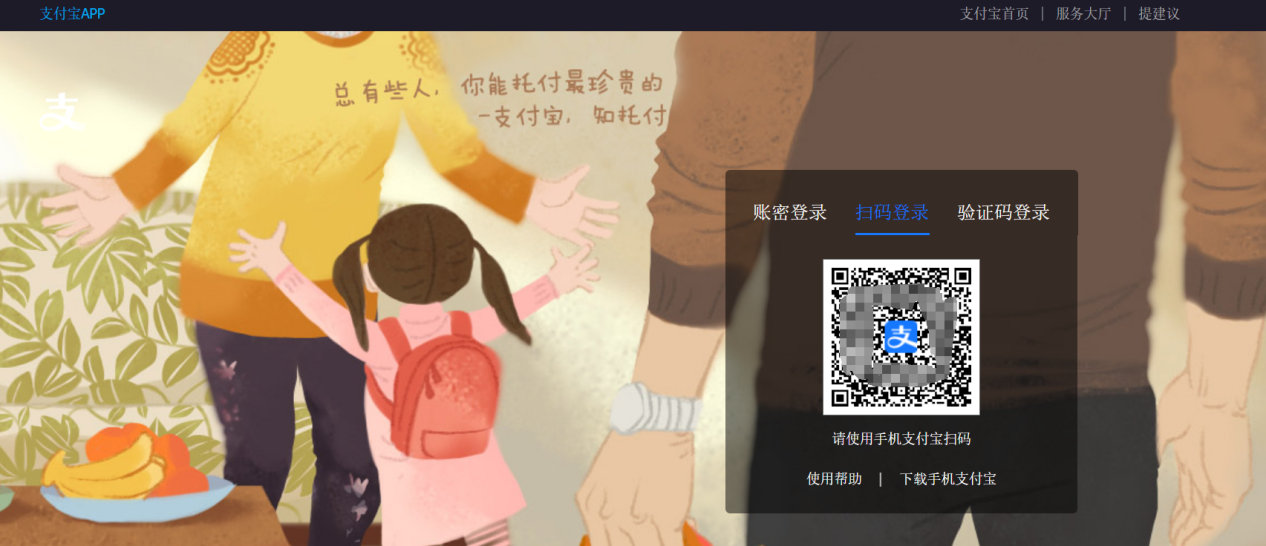 支付宝APP
支付宝首页 | 服务大厅 | 提建议
总有些人，你能托付最珍贵的
一支付宝，知托付
支
账密登录 扫码登录 验证码登录
支
请使用手机支付宝扫码
使用帮助 | 下载手机支付宝